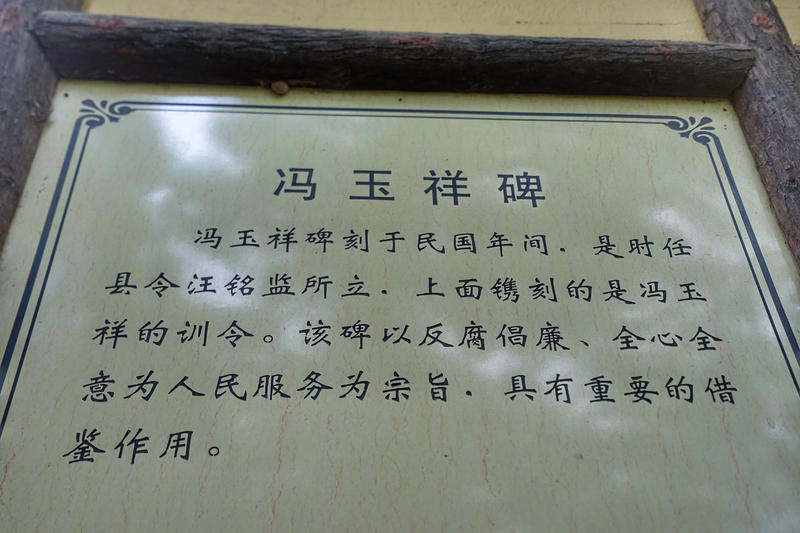 冯玉祥碑
冯玉祥碑刻于民国年间．是时任
县令汪铭监所立．上面镌刻的是冯玉
祥的训令。该碑以反腐倡廉、全心全
意为人民服务为宗旨．具有重要的借
鉴作用。